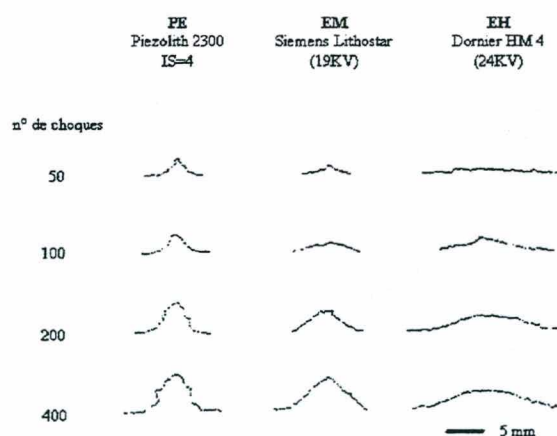 PE EM EH
Piezolith 2300 Siemens Lithostar Dornier HM 4
IS=4 (19KV) (24KV)
nº de choques
50
100
200
400
5 mm